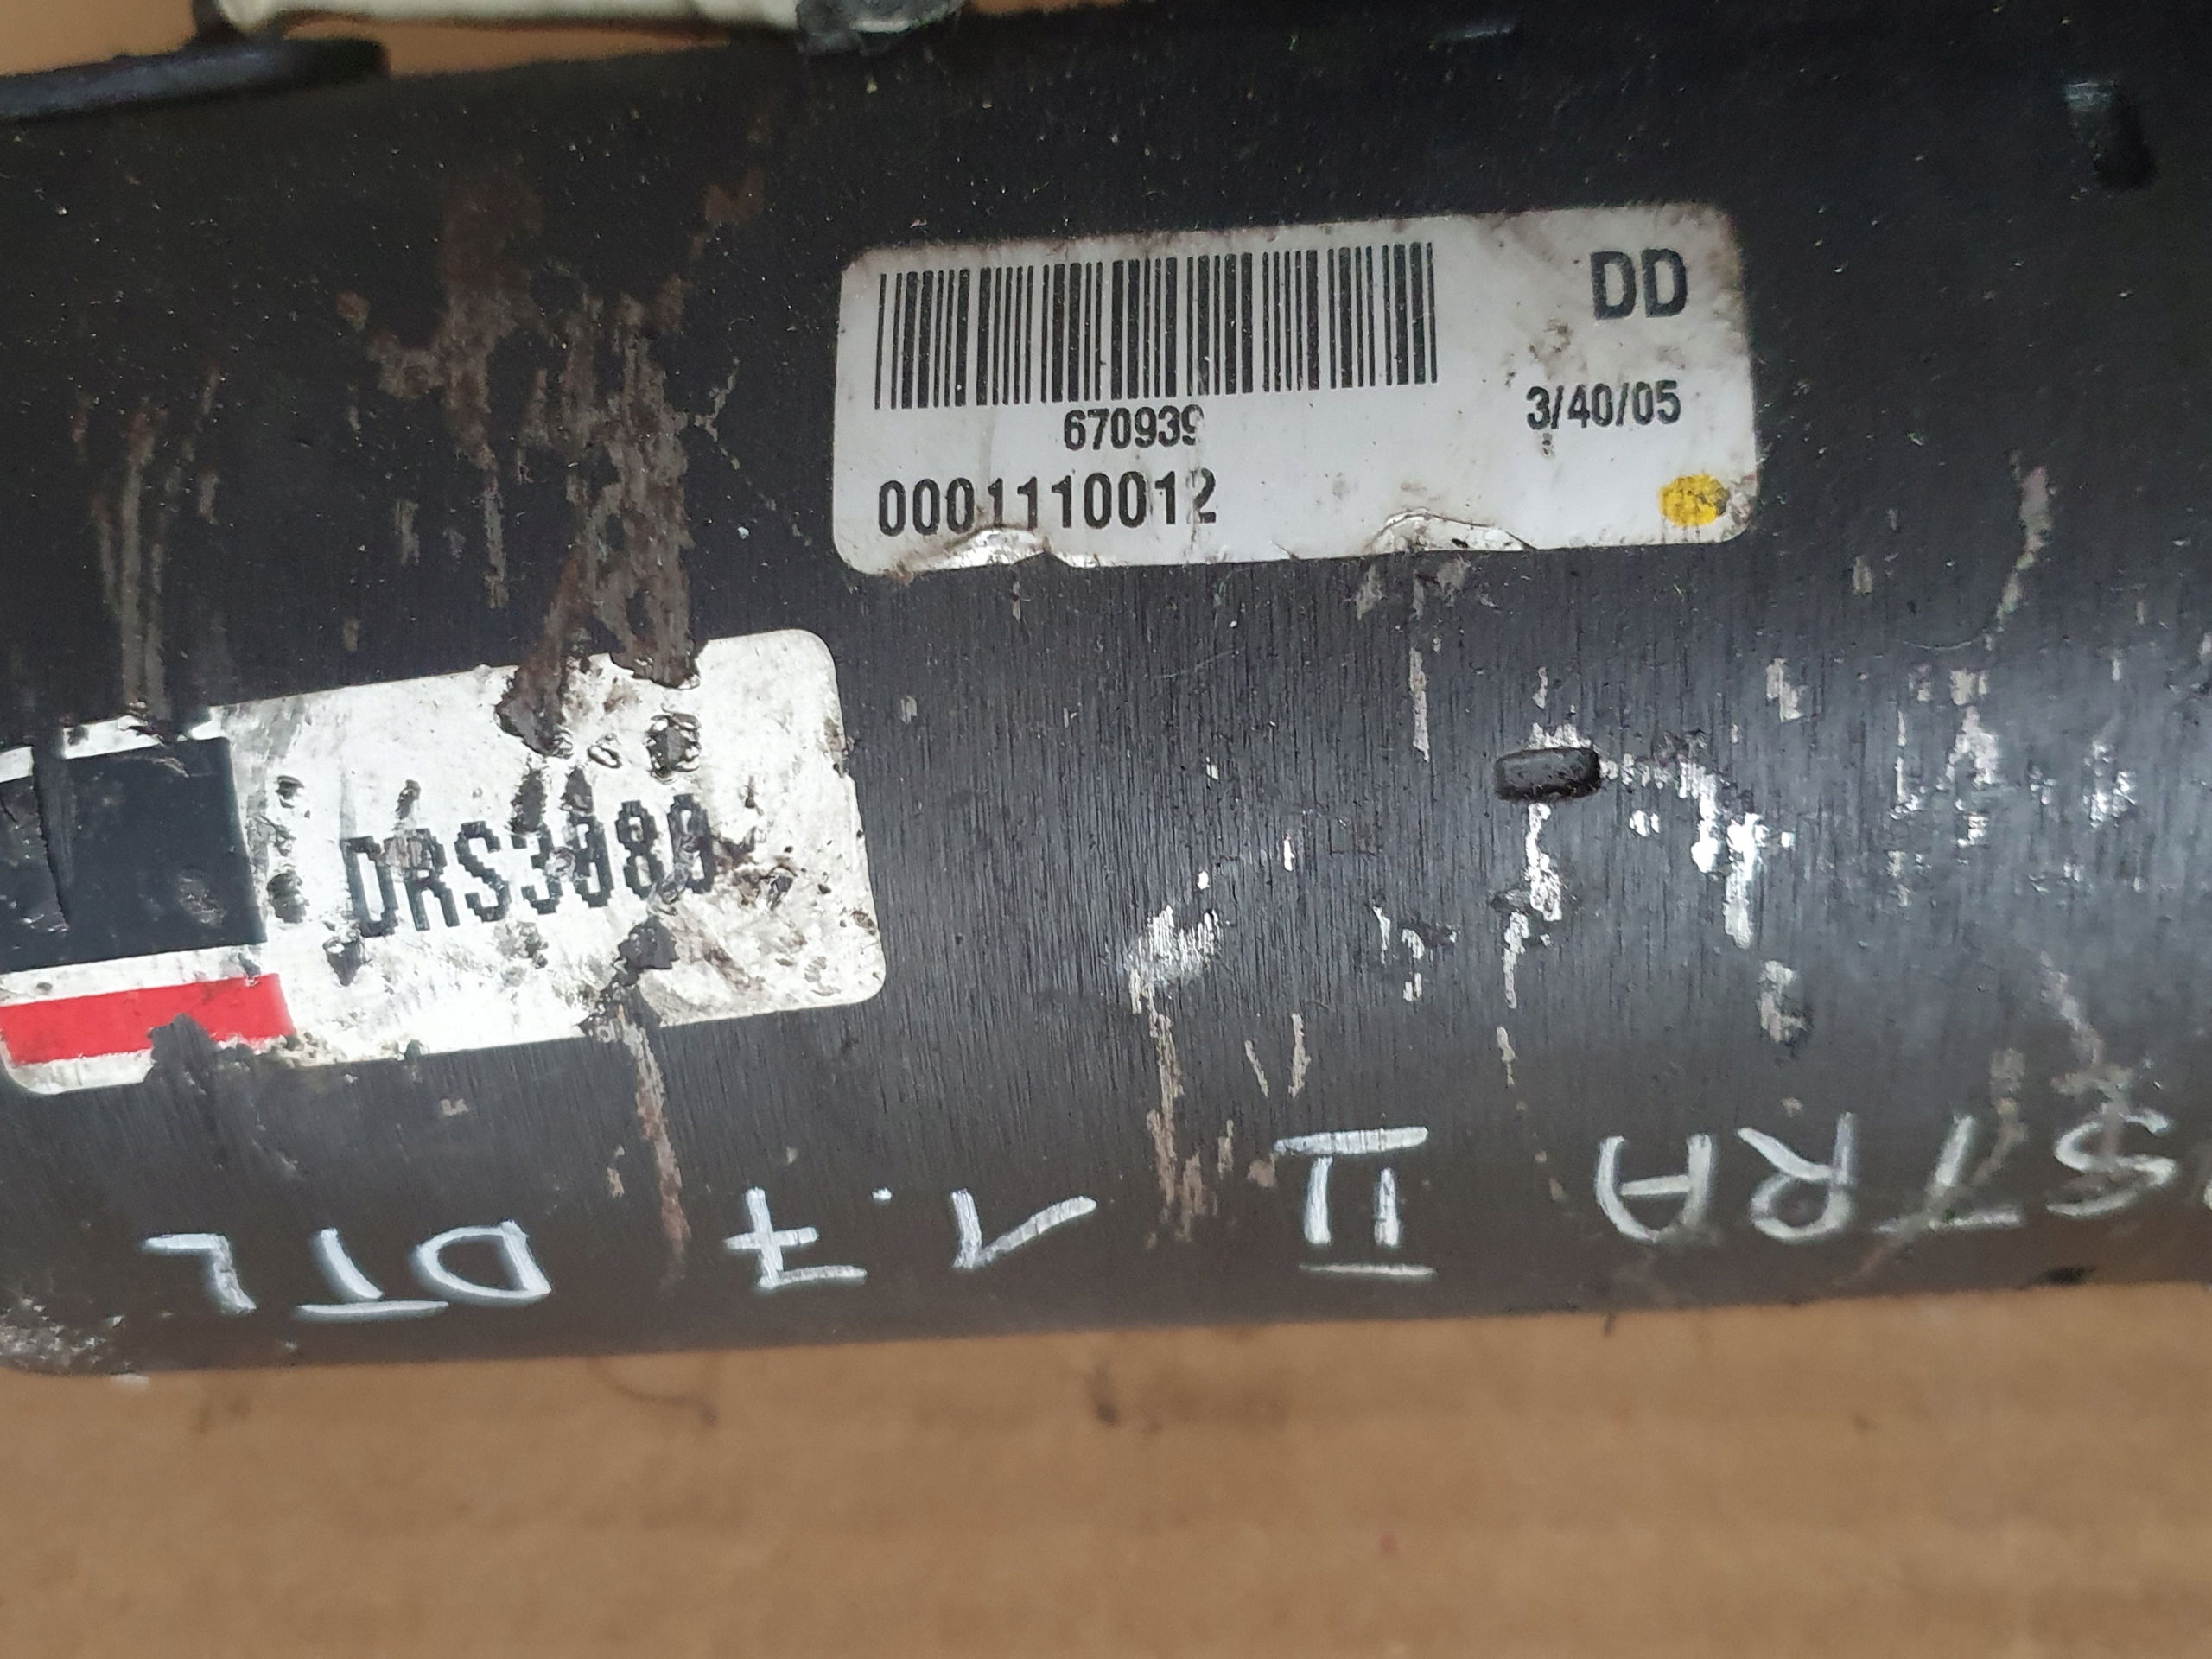 DD
3/40/05
670939
0001110012
DRS3080
STRA II 1.7 DTL